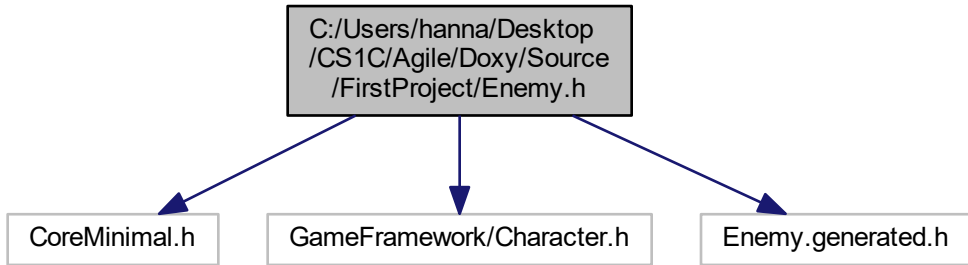 C:/Users/hanna/Desktop
/CS1C/Agile/Doxy/Source
/FirstProject/Enemy.h
CoreMinimal.h
GameFramework/Character.h
Enemy.generated.h